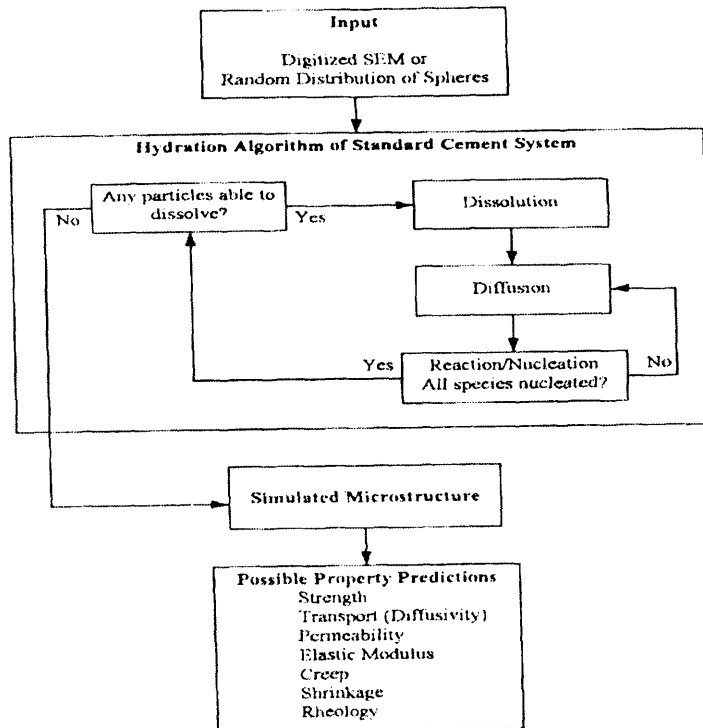 Input
Digitized SEM or
Random Distribution of Spheres
Hydration Algorithm of Standard Cement System
Any particles able to
dissolve?
No
Yes
Dissolution
Diffusion
Yes
Reaction/Nucleation
All species nucleated?
No
Simulated Microstructure
Possible Property Predictions
Strength
Transport (Diffusivity)
Permeability
Elastic Modulus
Creep
Shrinkage
Rheology